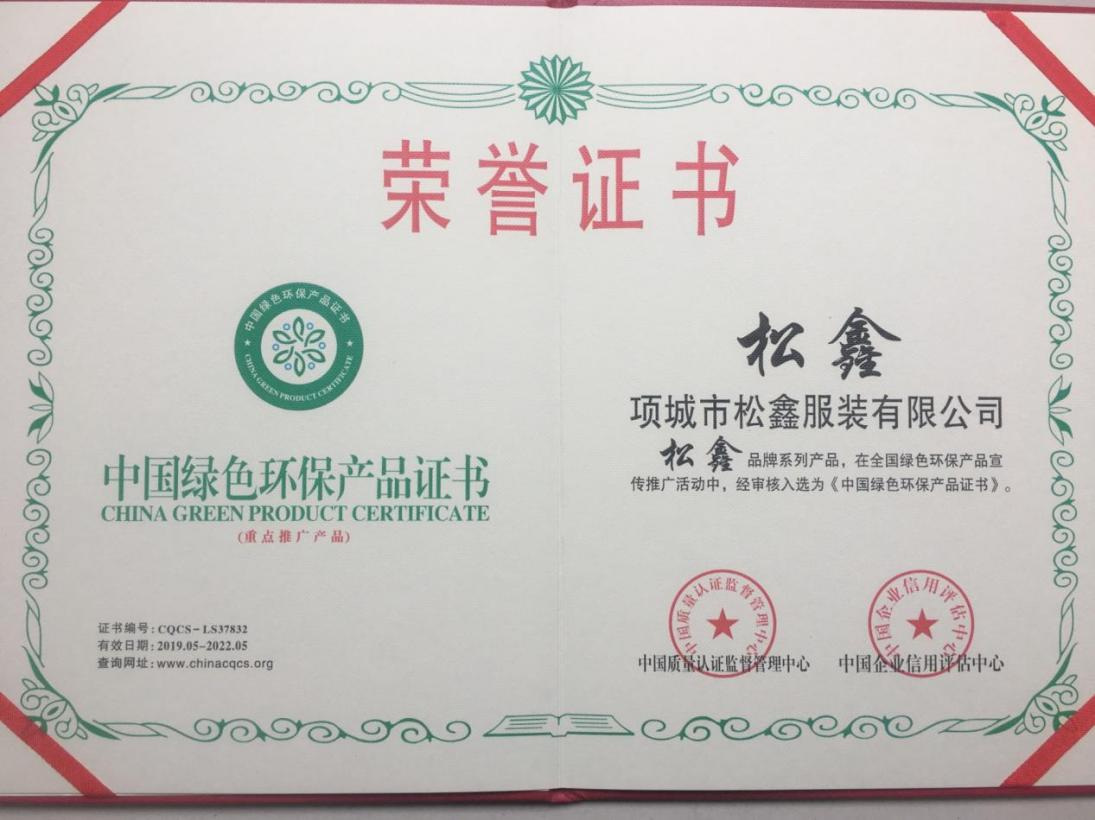 荣誉证书
中国绿色环保产品证书
CHINA GREEN PRODUCT CERTIFICATE
中国绿色环保产品证书
CHINA GREEN PRODUCT CERTIFICATE
(重点推广产品)
证书编号:CQCS-LS37832
有效日期:2019.05-2022.05
查询网址:www.chinacqcs.org
松鑫
项城市松鑫服装有限公司
松鑫品牌系列产品，在全国绿色环保产品宣
传推广活动中，经审核入选为《中国绿色环保产品证书》。
中国质量认证监督管理中心
中国企业信用评估中心
中国质量认证监督管理中心
中国企业信用评估中心